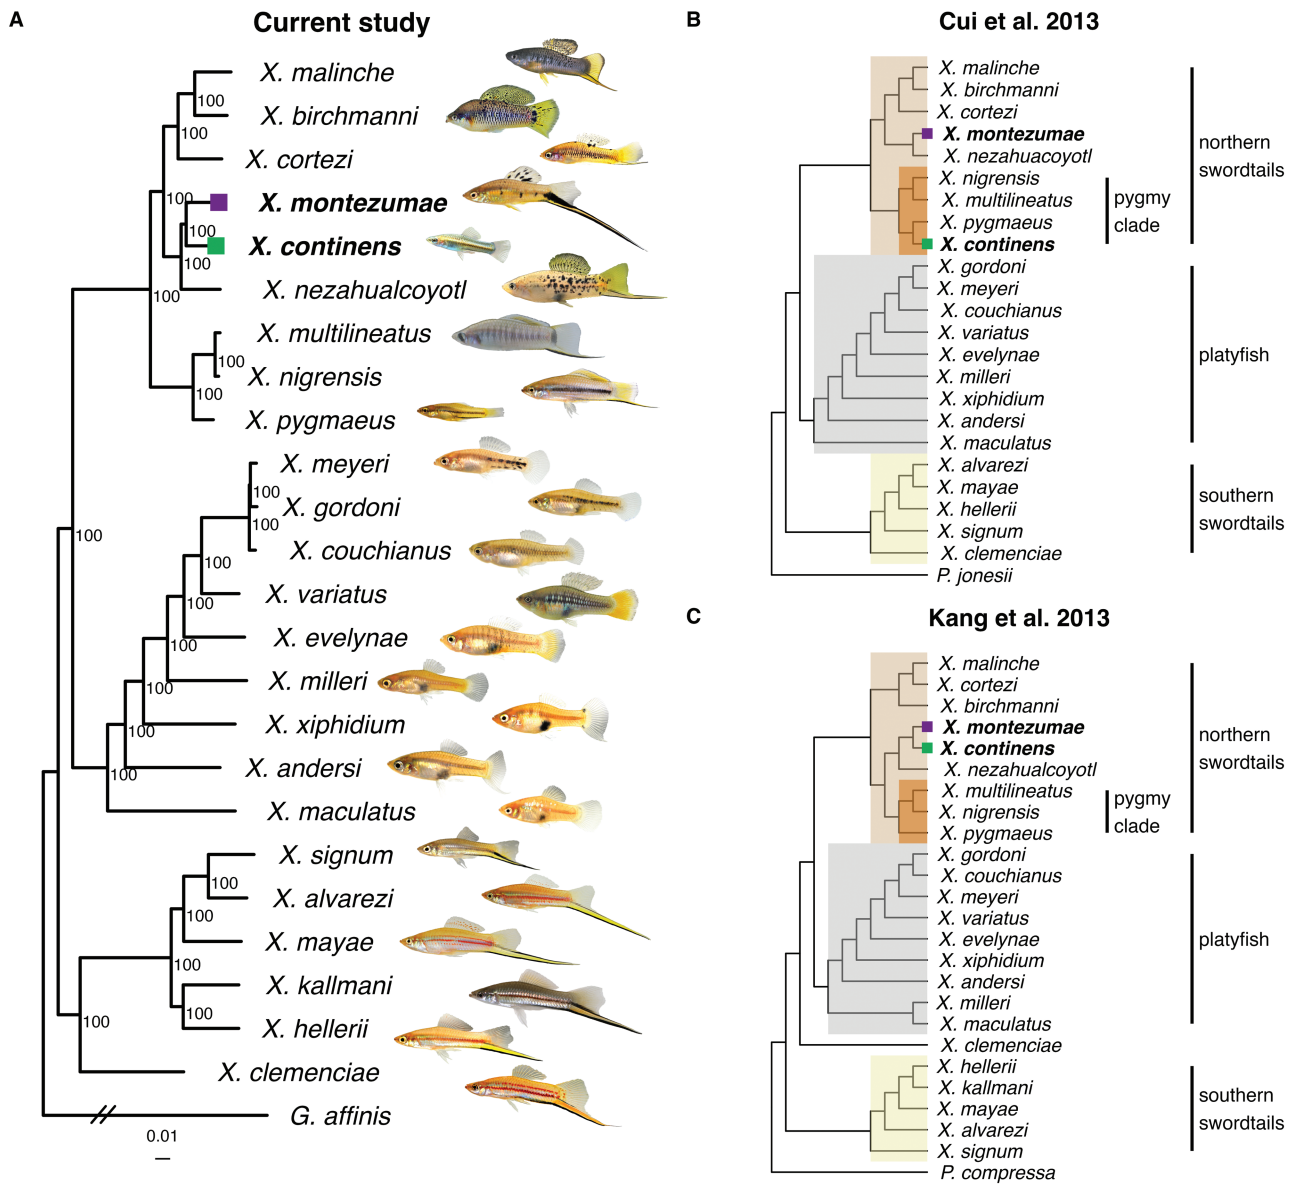 A
Current study
X. malinche
100
X. birchmanni
100
X. cortezi
100
X. montezumae
X. continens
100
X. nezahualcoyotl
100
X. multilineatus
100
X. nigrensis
100
X. pygmaeus
X. meyeri
100
X. gordoni
100
100
X. couchianus
100
X. variatus
100
X. evelynae
100
X. milleri
100
X. xiphidium
100
X. andersi
100
X. maculatus
X. signum
100
X. alvarezi
100
X. mayae
100
X. kallmani
100
X. hellerii
100
X. clemenciae
G. affinis
0.01
B
Cui et al. 2013
X. malinche
X. birchmanni
X. cortezi
X. montezumae
X. nezahuacoyotl
X. nigrensis
X. multilineatus
X. pygmaeus
X. continens
X. gordoni
X. meyeri
X. couchianus
X. variatus
X. evelynae
X. milleri
X. xiphidium
X. andersi
X. maculatus
X. alvarezi
X. mayae
X. hellerii
X. signum
X. clemenciae
P. jonesii
northern
swordtails
pygmy
clade
platyfish
southern
swordtails
C
Kang et al. 2013
X. malinche
X. cortezi
X. birchmanni
X. montezumae
X. continens
X. nezahualcoyotl
X. multilineatus
X. nigrensis
X. pygmaeus
X. gordoni
X. couchianus
X. meyeri
X. variatus
X. evelynae
X. xiphidium
X. andersi
X. milleri
X. maculatus
X. clemenciae
X. hellerii
X. kallmani
X. mayae
X. alvarezi
X. signum
P. compressa
northern
swordtails
pygmy
clade
platyfish
southern
swordtails